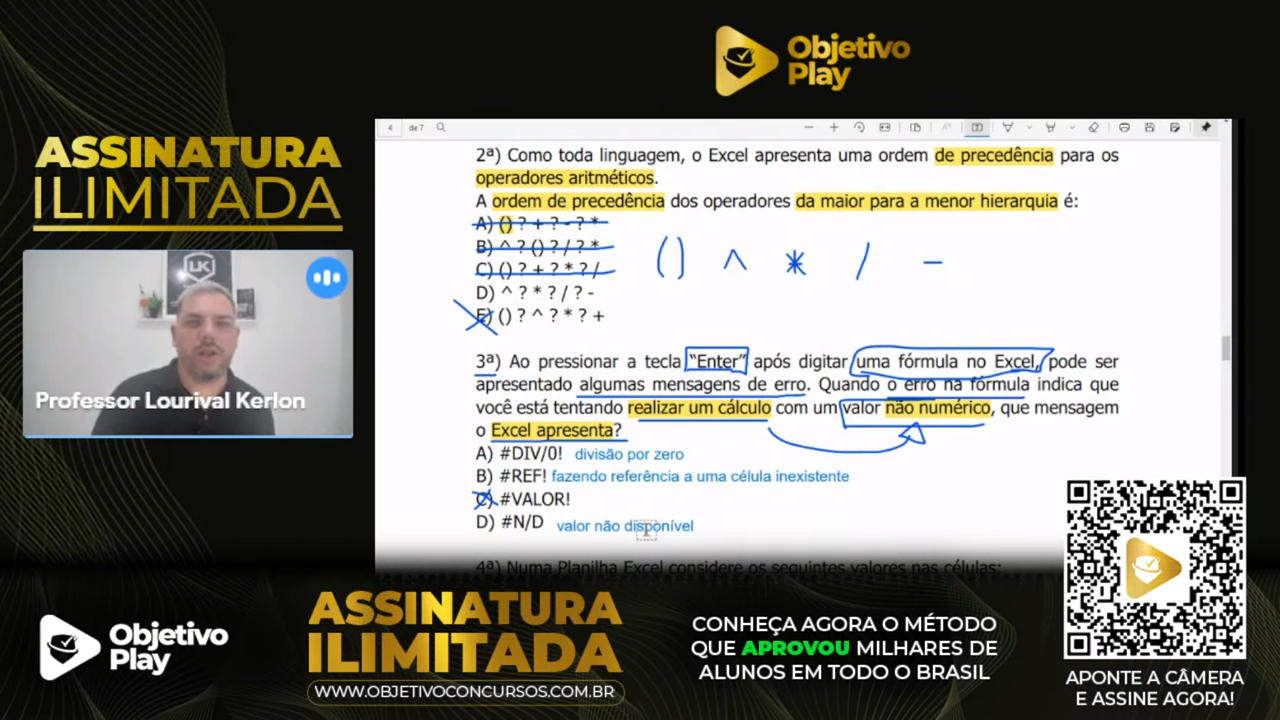 Objetivo
Play
ASSINATURA
ILIMITADA
LK
Professor Lourival Kerlon
4 de 7
2ª) Como toda linguagem, o Excel apresenta uma ordem de precedência para os
operadores aritméticos.
A ordem de precedência dos operadores da maior para a menor hierarquia é:
A) () ? + ? - ? *
B) ^ ? () ? / ? *
C) () ? + ? * ? /
D) ^ ? * ? / ? -
E) () ? ^ ? * ? +
() ^ * / -
3ª) Ao pressionar a tecla “Enter” após digitar uma fórmula no Excel, pode ser
apresentado algumas mensagens de erro. Quando o erro na fórmula indica que
você está tentando realizar um cálculo com um valor não numérico, que mensagem
o Excel apresenta?
A) #DIV/0! divisão por zero
B) #REF! fazendo referência a uma célula inexistente
C) #VALOR!
D) #N/D valor não disponível
4ª) Numa Planilha Excel considere os seguintes valores nas células:
Objetivo
Play
ASSINATURA
ILIMITADA
WWW.OBJETIVOCONCURSOS.COM.BR
CONHEÇA AGORA O MÉTODO
QUE APROVOU MILHARES DE
ALUNOS EM TODO O BRASIL
APONTE A CÂMERA
E ASSINE AGORA!